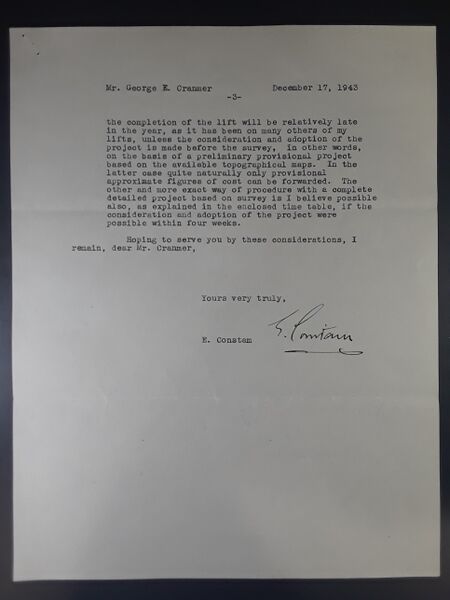 Mr. George E. Cranmer December 17, 1943
-3-
the completion of the lift will be relatively late
in the year, as it has been on many others of my
lifts, unless the consideration and adoption of the
project is made before the survey, in other words,
on the basis of a preliminary provisional project
based on the available topographical maps. In the
latter case quite naturally only provisional
approximate figures of cost can be forwarded. The
other and more exact way of procedure with a complete
detailed project based on survey is I believe possible
also, as explained in the enclosed time table, if the
consideration and adoption of the project were
possible within four weeks.
Hoping to serve you by these considerations, I
remain, dear Mr. Cranmer,
Yours very truly,
E. Constam
E. Constam